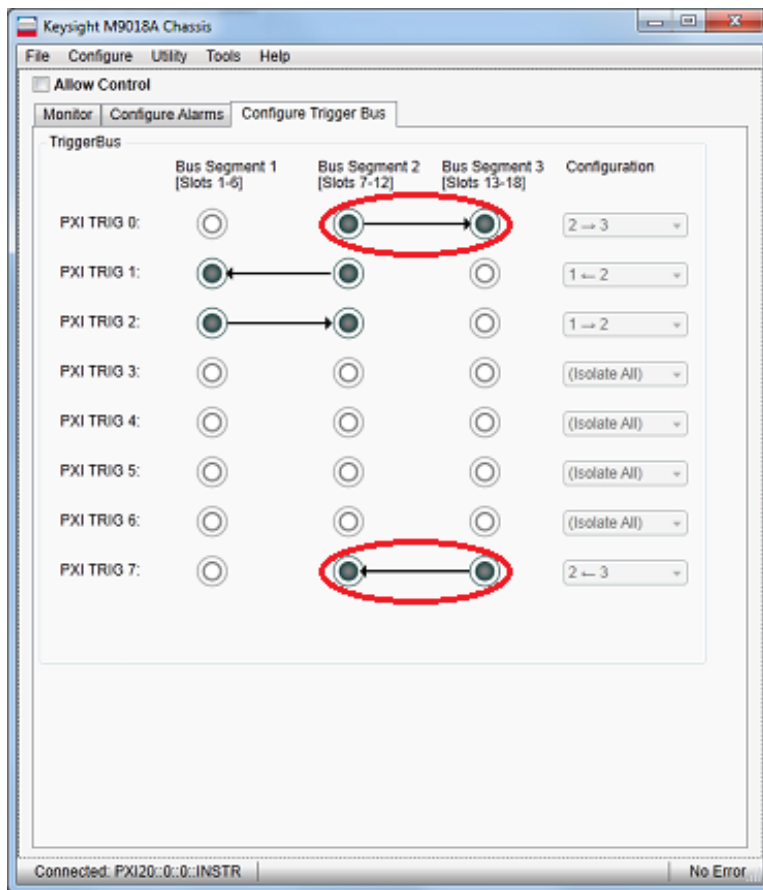 Keysight M9018A Chassis
File Configure Utility Tools Help
Allow Control
Monitor Configure Alarms Configure Trigger Bus
TriggerBus
Bus Segment 1 Bus Segment 2 Bus Segment 3 Configuration
[Slots 1-6] [Slots 7-12] [Slots 13-18]
PXI TRIG 0: 2 → 3
PXI TRIG 1: 1 ← 2
PXI TRIG 2: 1 → 2
PXI TRIG 3: (Isolate All)
PXI TRIG 4: (Isolate All)
PXI TRIG 5: (Isolate All)
PXI TRIG 6: (Isolate All)
PXI TRIG 7: 2 ← 3
Connected: PXI20::0::0::INSTR No Error